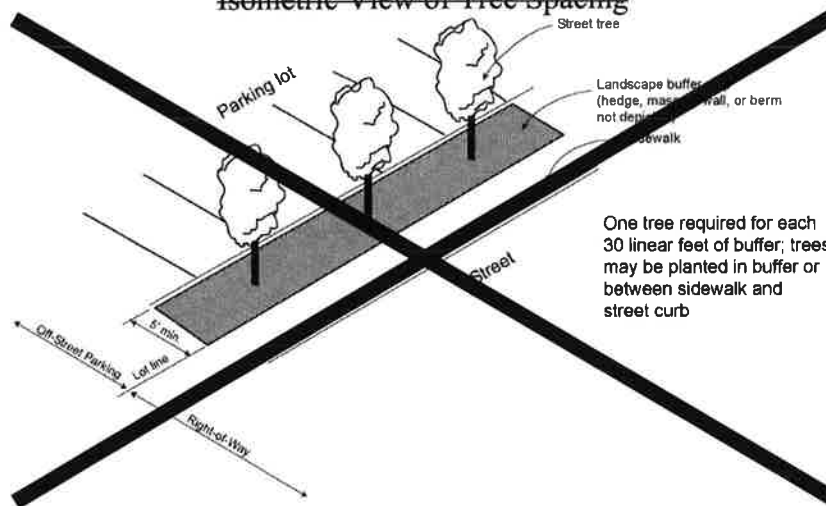 Isometric View of Tree Spacing
Street tree
Parking lot
Landscape buffer
(hedge, wall, or berm
not
One tree required for each
30 linear feet of buffer; trees
may be planted in buffer or
between sidewalk and
street curb
Street
5' min.
Off-Street Parking
Lot line
Right-of-Way